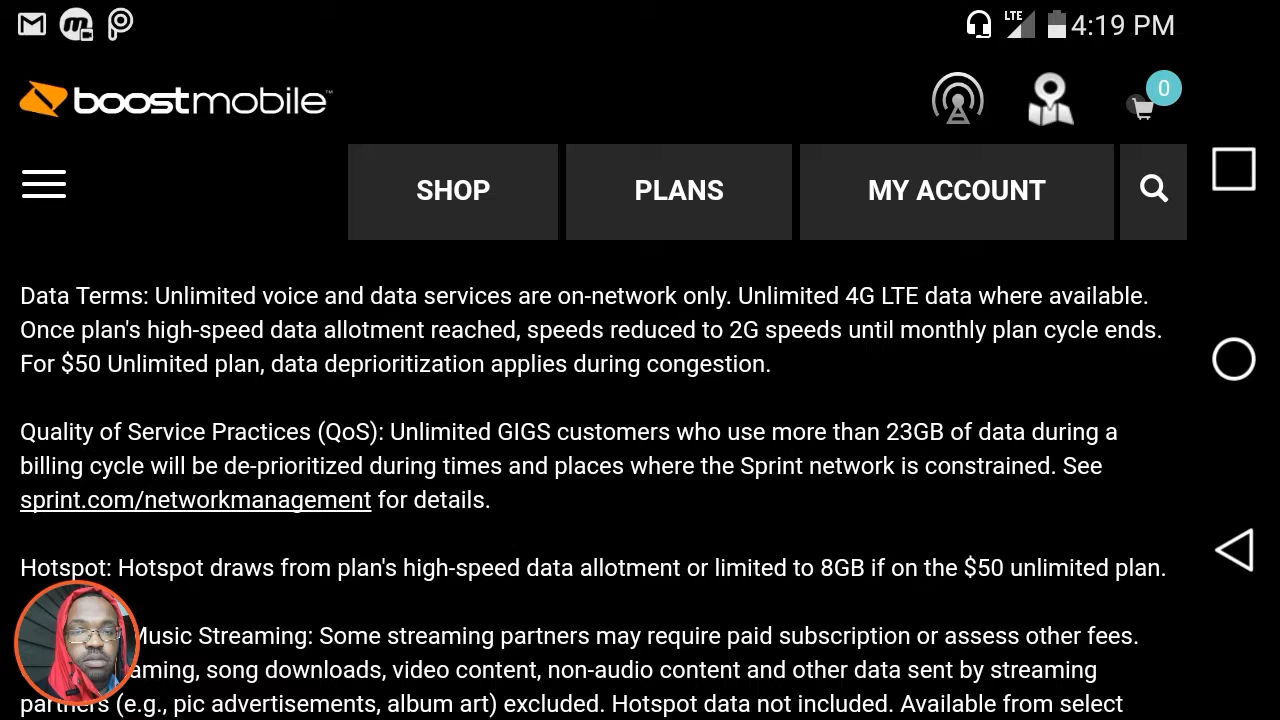 LTE 4:19 PM
boostmobile™
0
SHOP PLANS MY ACCOUNT
Data Terms: Unlimited voice and data services are on-network only. Unlimited 4G LTE data where available.
Once plan's high-speed data allotment reached, speeds reduced to 2G speeds until monthly plan cycle ends.
For $50 Unlimited plan, data deprioritization applies during congestion.
Quality of Service Practices (QoS): Unlimited GIGS customers who use more than 23GB of data during a
billing cycle will be de-prioritized during times and places where the Sprint network is constrained. See
sprint.com/networkmanagement for details.
Hotspot: Hotspot draws from plan's high-speed data allotment or limited to 8GB if on the $50 unlimited plan.
Music Streaming: Some streaming partners may require paid subscription or assess other fees.
song downloads, video content, non-audio content and other data sent by streaming
partners (e.g., pic advertisements, album art) excluded. Hotspot data not included. Available from select